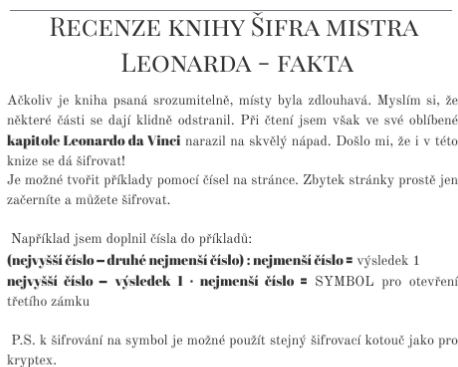 RECENZE KNIHY ŠIFRA MISTRA
LEONARDA - FAKTA
Ačkoliv je kniha psaná srozumitelně, místy byla zdlouhavá. Myslím si, že
některé části se dají klidně odstranil. Při čtení jsem však ve své oblíbené
kapitole Leonardo da Vinci narazil na skvělý nápad. Došlo mi, že i v této
knize se dá šifrovat!
Je možné tvořit příklady pomocí čísel na stránce. Zbytek stránky prostě jen
začerníte a můžete šifrovat.
Například jsem doplnil čísla do příkladů:
(nejvyšší číslo – druhé nejmenší číslo) : nejmenší číslo = výsledek 1
nejvyšší číslo – výsledek 1 · nejmenší číslo = SYMBOL pro otevření
třetího zámku
P.S. k šifrování na symbol je možné použít stejný šifrovací kotouč jako pro
kryptex.